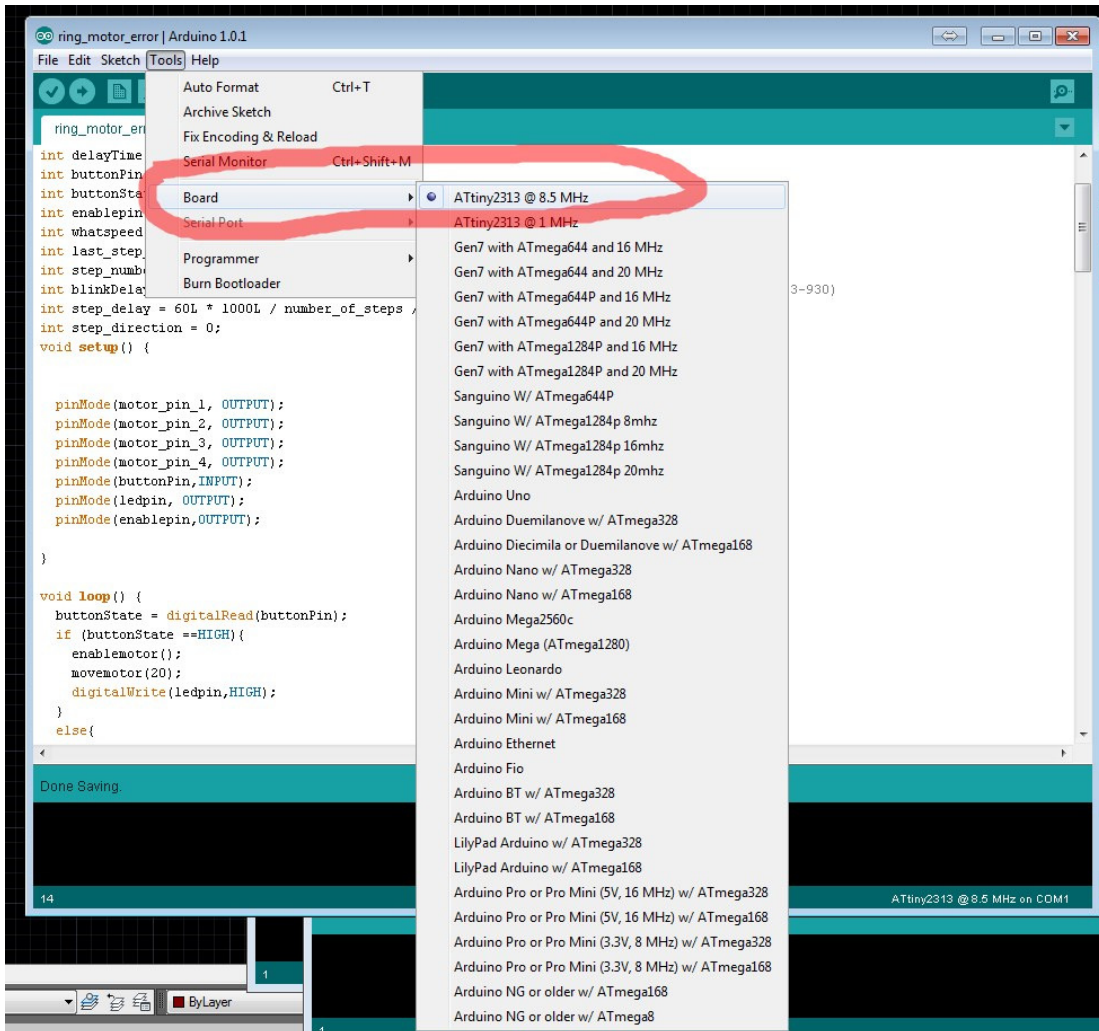 ring_motor_error | Arduino 1.0.1
File Edit Sketch Tools Help
Auto Format Ctrl+T
Archive Sketch
Fix Encoding & Reload
Serial Monitor Ctrl+Shift+M
Board
Serial Port
Programmer
Burn Bootloader
ring_motor_err
int delayTime
int buttonPin
int buttonSta
int enablepin
int whatspeed
int last_step_
int step_numbe
int blinkDelay
3-930)
int step_delay = 60L * 1000L / number_of_steps /
int step_direction = 0;
void setup() {
pinMode(motor_pin_1, OUTPUT);
pinMode(motor_pin_2, OUTPUT);
pinMode(motor_pin_3, OUTPUT);
pinMode(motor_pin_4, OUTPUT);
pinMode(buttonPin,INPUT);
pinMode(ledpin, OUTPUT);
pinMode(enablepin,OUTPUT);
}
void loop() {
buttonState = digitalRead(buttonPin);
if (buttonState ==HIGH){
enablemotor();
movemotor(20);
digitalWrite(ledpin,HIGH);
}
else{
ATtiny2313 @ 8.5 MHz
ATtiny2313 @ 1 MHz
Gen7 with ATmega644 and 16 MHz
Gen7 with ATmega644 and 20 MHz
Gen7 with ATmega644P and 16 MHz
Gen7 with ATmega644P and 20 MHz
Gen7 with ATmega1284P and 16 MHz
Gen7 with ATmega1284P and 20 MHz
Sanguino W/ ATmega644P
Sanguino W/ ATmega1284p 8mhz
Sanguino W/ ATmega1284p 16mhz
Sanguino W/ ATmega1284p 20mhz
Arduino Uno
Arduino Duemilanove w/ ATmega328
Arduino Diecimila or Duemilanove w/ ATmega168
Arduino Nano w/ ATmega328
Arduino Nano w/ ATmega168
Arduino Mega2560c
Arduino Mega (ATmega1280)
Arduino Leonardo
Arduino Mini w/ ATmega328
Arduino Mini w/ ATmega168
Arduino Ethernet
Arduino Fio
Arduino BT w/ ATmega328
Arduino BT w/ ATmega168
LilyPad Arduino w/ ATmega328
LilyPad Arduino w/ ATmega168
Arduino Pro or Pro Mini (5V, 16 MHz) w/ ATmega328
Arduino Pro or Pro Mini (5V, 16 MHz) w/ ATmega168
Arduino Pro or Pro Mini (3.3V, 8 MHz) w/ ATmega328
Arduino Pro or Pro Mini (3.3V, 8 MHz) w/ ATmega168
Arduino NG or older w/ ATmega168
Arduino NG or older w/ ATmega8
Done Saving.
14
ATtiny2313 @ 8.5 MHz on COM1
1
ByLayer
1